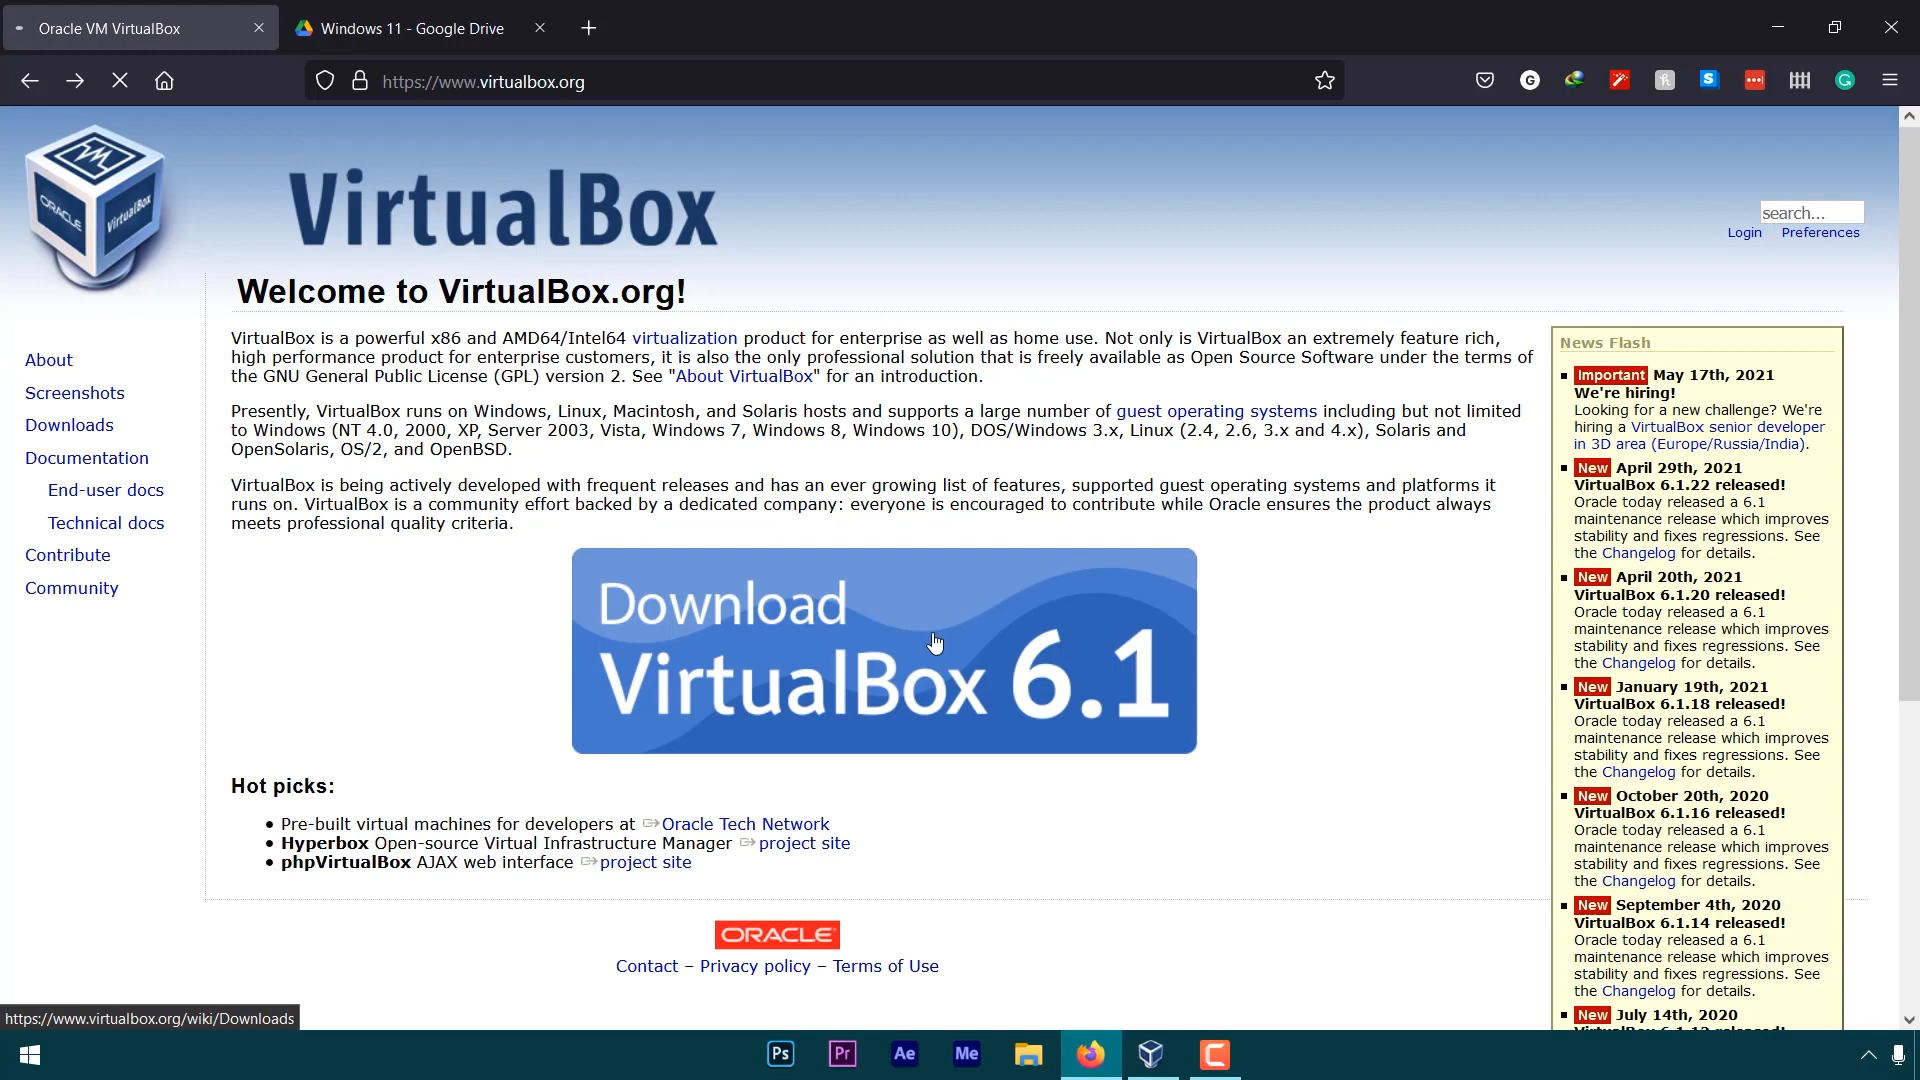 Oracle VM VirtualBox
Windows 11 - Google Drive
https://www.virtualbox.org
ORACLE
VirtualBox
VirtualBox
search...
Login Preferences
Welcome to VirtualBox.org!
VirtualBox is a powerful x86 and AMD64/Intel64 virtualization product for enterprise as well as home use. Not only is VirtualBox an extremely feature rich,
high performance product for enterprise customers, it is also the only professional solution that is freely available as Open Source Software under the terms of
the GNU General Public License (GPL) version 2. See "About VirtualBox" for an introduction.
Presently, VirtualBox runs on Windows, Linux, Macintosh, and Solaris hosts and supports a large number of guest operating systems including but not limited
to Windows (NT 4.0, 2000, XP, Server 2003, Vista, Windows 7, Windows 8, Windows 10), DOS/Windows 3.x, Linux (2.4, 2.6, 3.x and 4.x), Solaris and
OpenSolaris, OS/2, and OpenBSD.
VirtualBox is being actively developed with frequent releases and has an ever growing list of features, supported guest operating systems and platforms it
runs on. VirtualBox is a community effort backed by a dedicated company: everyone is encouraged to contribute while Oracle ensures the product always
meets professional quality criteria.
About
Screenshots
Downloads
Documentation
End-user docs
Technical docs
Contribute
Community
Download
VirtualBox 6.1
Hot picks:
Pre-built virtual machines for developers at Oracle Tech Network
Hyperbox Open-source Virtual Infrastructure Manager project site
phpVirtualBox AJAX web interface project site
ORACLE
Contact – Privacy policy – Terms of Use
News Flash
Important May 17th, 2021
We're hiring!
Looking for a new challenge? We're
hiring a VirtualBox senior developer
in 3D area (Europe/Russia/India).
New April 29th, 2021
VirtualBox 6.1.22 released!
Oracle today released a 6.1
maintenance release which improves
stability and fixes regressions. See
the Changelog for details.
New April 20th, 2021
VirtualBox 6.1.20 released!
Oracle today released a 6.1
maintenance release which improves
stability and fixes regressions. See
the Changelog for details.
New January 19th, 2021
VirtualBox 6.1.18 released!
Oracle today released a 6.1
maintenance release which improves
stability and fixes regressions. See
the Changelog for details.
New October 20th, 2020
VirtualBox 6.1.16 released!
Oracle today released a 6.1
maintenance release which improves
stability and fixes regressions. See
the Changelog for details.
New September 4th, 2020
VirtualBox 6.1.14 released!
Oracle today released a 6.1
maintenance release which improves
stability and fixes regressions. See
the Changelog for details.
New July 14th, 2020
https://www.virtualbox.org/wiki/Downloads
Ps Pr Ae Me